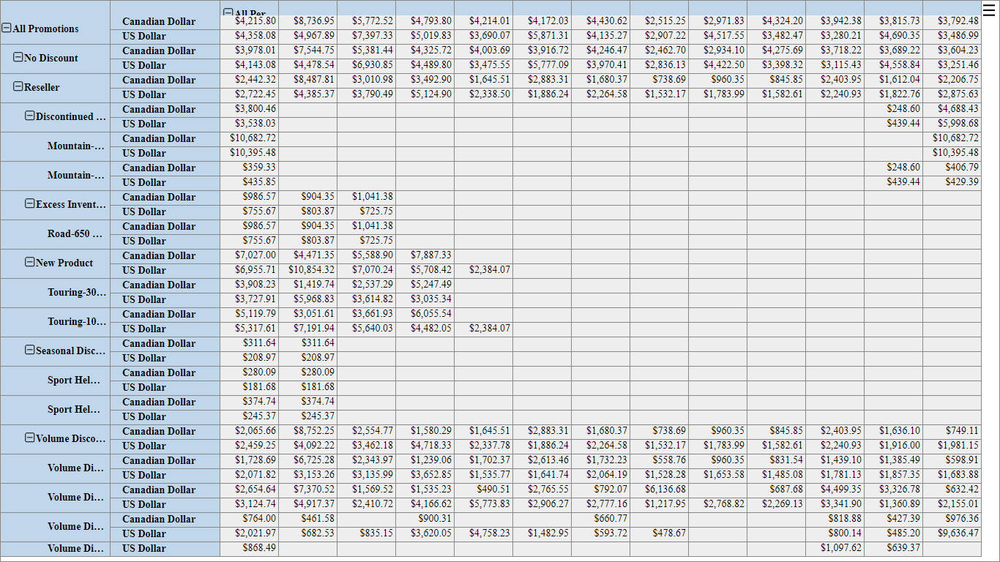 All Per
All Promotions Canadian Dollar $4,215.80 $8,736.95 $5,772.52 $4,793.80 $4,214.01 $4,172.03 $4,430.62 $2,515.25 $2,971.83 $4,324.20 $3,942.38 $3,815.73 $3,792.48
US Dollar $4,358.08 $4,967.89 $7,397.33 $5,019.83 $3,690.07 $5,871.31 $4,135.27 $2,907.22 $4,517.55 $3,482.47 $3,280.21 $4,690.35 $3,486.99
No Discount Canadian Dollar $3,978.01 $7,544.75 $5,381.44 $4,325.72 $4,003.69 $3,916.72 $4,246.47 $2,462.70 $2,934.10 $4,275.69 $3,718.22 $3,689.22 $3,604.23
US Dollar $4,143.08 $4,478.54 $6,930.85 $4,489.80 $3,475.55 $5,777.09 $3,970.41 $2,836.13 $4,422.50 $3,398.32 $3,115.43 $4,558.84 $3,251.46
Reseller Canadian Dollar $2,442.32 $8,487.81 $3,010.98 $3,492.90 $1,645.51 $2,883.31 $1,680.37 $738.69 $960.35 $845.85 $2,403.95 $1,612.04 $2,206.75
US Dollar $2,722.45 $4,385.37 $3,790.49 $5,124.90 $2,338.50 $1,886.24 $2,264.58 $1,532.17 $1,783.99 $1,582.61 $2,240.93 $1,822.76 $2,875.63
Discontinued ... Canadian Dollar $3,800.46 $248.60 $4,688.43
US Dollar $3,538.03 $439.44 $5,998.68
Mountain-... Canadian Dollar $10,682.72 $10,682.72
US Dollar $10,395.48 $10,395.48
Mountain-... Canadian Dollar $359.33 $248.60 $406.79
US Dollar $435.85 $439.44 $429.39
Excess Invent... Canadian Dollar $986.57 $904.35 $1,041.38
US Dollar $755.67 $803.87 $725.75
Road-650 ... Canadian Dollar $986.57 $904.35 $1,041.38
US Dollar $755.67 $803.87 $725.75
New Product Canadian Dollar $7,027.00 $4,471.35 $5,588.90 $7,887.33
US Dollar $6,955.71 $10,854.32 $7,070.24 $5,708.42 $2,384.07
Touring-30... Canadian Dollar $3,908.23 $1,419.74 $2,537.29 $5,247.49
US Dollar $3,727.91 $5,968.83 $3,614.82 $3,035.34
Touring-10... Canadian Dollar $5,119.79 $3,051.61 $3,661.93 $6,055.54
US Dollar $5,317.61 $7,191.94 $5,640.03 $4,482.05 $2,384.07
Seasonal Disc... Canadian Dollar $311.64 $311.64
US Dollar $208.97 $208.97
Sport Hel... Canadian Dollar $280.09 $280.09
US Dollar $181.68 $181.68
Sport Hel... Canadian Dollar $374.74 $374.74
US Dollar $245.37 $245.37
Volume Disco... Canadian Dollar $2,065.66 $8,752.25 $2,554.77 $1,580.29 $1,645.51 $2,883.31 $1,680.37 $738.69 $960.35 $845.85 $2,403.95 $1,636.10 $749.11
US Dollar $2,459.25 $4,092.22 $3,462.18 $4,718.33 $2,337.78 $1,886.24 $2,264.58 $1,532.17 $1,783.99 $1,582.61 $2,240.93 $1,916.00 $1,981.15
Volume Di... Canadian Dollar $1,728.69 $6,725.28 $2,343.97 $1,239.06 $1,702.37 $2,613.46 $1,732.23 $558.76 $960.35 $831.54 $1,439.10 $1,385.49 $598.91
US Dollar $2,071.82 $3,153.26 $3,135.99 $3,652.85 $1,535.77 $1,641.74 $2,064.19 $1,528.28 $1,653.58 $1,485.08 $1,781.13 $1,857.35 $1,683.88
Volume Di... Canadian Dollar $2,654.64 $7,370.52 $1,569.52 $1,535.23 $490.51 $2,765.55 $792.07 $6,136.68 $687.68 $4,499.35 $3,326.78 $632.42
US Dollar $3,124.74 $4,917.37 $2,410.72 $4,166.62 $5,773.83 $2,906.27 $2,777.16 $1,217.95 $2,768.82 $2,269.13 $3,341.90 $1,360.89 $2,155.01
Volume Di... Canadian Dollar $764.00 $461.58 $900.31 $660.77 $818.88 $427.39 $976.36
US Dollar $2,021.97 $682.53 $835.15 $3,620.05 $4,758.23 $1,482.95 $593.72 $478.67 $800.14 $485.20 $9,636.47
Volume Di... US Dollar $868.49 $1,097.62 $639.37